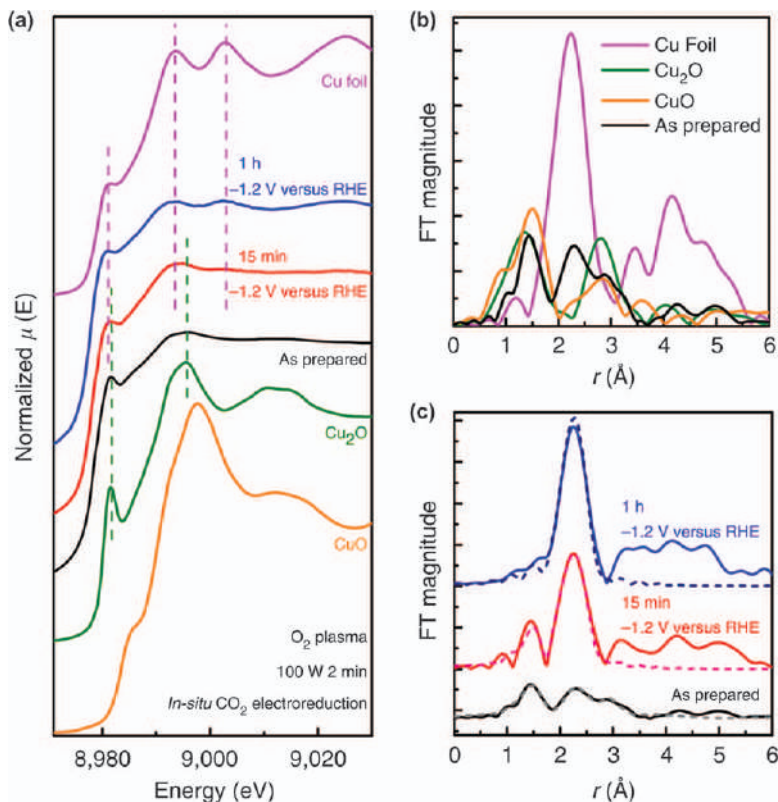 (a)
Cu foil
1 h
−1.2 V versus RHE
15 min
−1.2 V versus RHE
As prepared
Cu₂O
CuO
O₂ plasma
100 W 2 min
In-situ CO₂ electroreduction
Normalized μ (E)
8,980
9,000
9,020
Energy (eV)
(b)
Cu Foil
Cu₂O
CuO
As prepared
FT magnitude
0 1 2 3 4 5 6
r (Å)
(c)
1 h
−1.2 V versus RHE
15 min
−1.2 V versus RHE
As prepared
FT magnitude
0 1 2 3 4 5 6
r (Å)